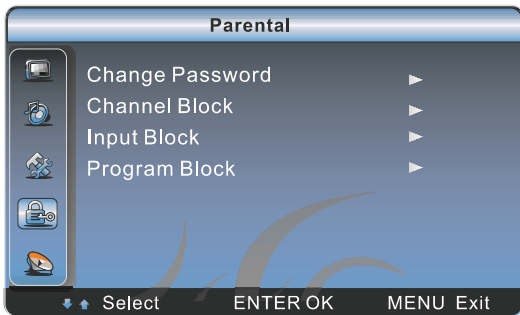 Parental
Change Password
Channel Block
Input Block
Program Block
Select ENTER OK MENU Exit